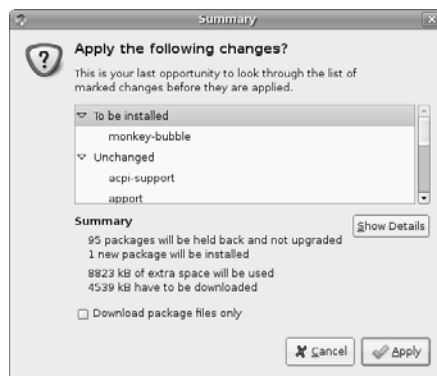 Summary
Apply the following changes?
This is your last opportunity to look through the list of
marked changes before they are applied.
To be installed
monkey-bubble
Unchanged
acpi-support
apport
Summary
Show Details
95 packages will be held back and not upgraded
1 new package will be installed
8823 kB of extra space will be used
4539 kB have to be downloaded
Download package files only
Cancel
Apply